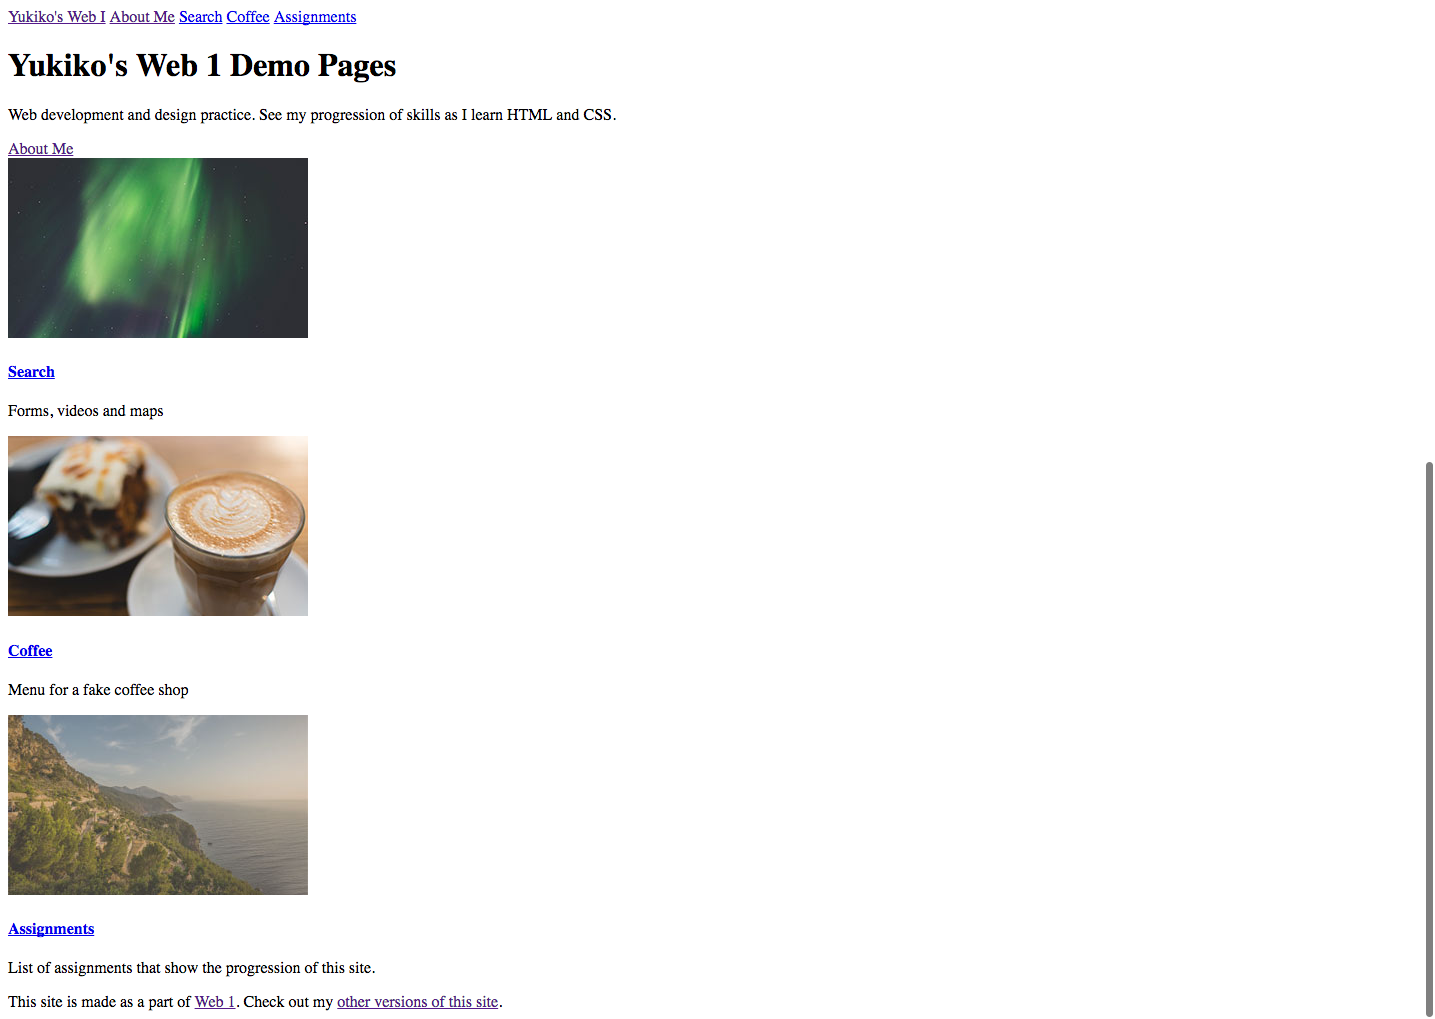 Yukiko's Web I About Me Search Coffee Assignments
Yukiko's Web 1 Demo Pages
Web development and design practice. See my progression of skills as I learn HTML and CSS.
About Me
Search
Forms, videos and maps
Coffee
Menu for a fake coffee shop
Assignments
List of assignments that show the progression of this site.
This site is made as a part of Web 1. Check out my other versions of this site.